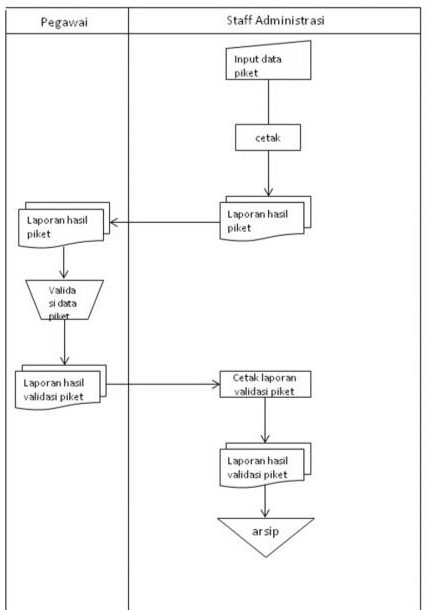 Pegawai
Staff Administrasi
Input data
piket
cetak
Laporan hasil
piket
Laporan hasil
piket
Valida
si data
piket
Laporan hasil
validasi piket
Cetak laporan
validasi piket
Laporan hasil
validasi piket
arsip